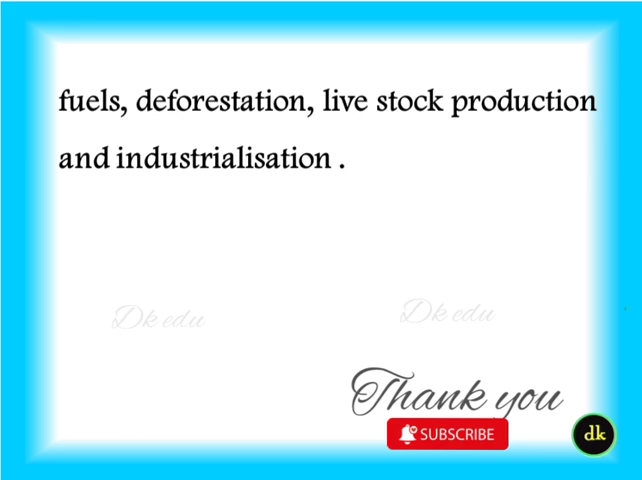 fuels, deforestation, live stock production
and industrialisation .
Dk edu
Dk edu
Thank you
SUBSCRIBE
dk